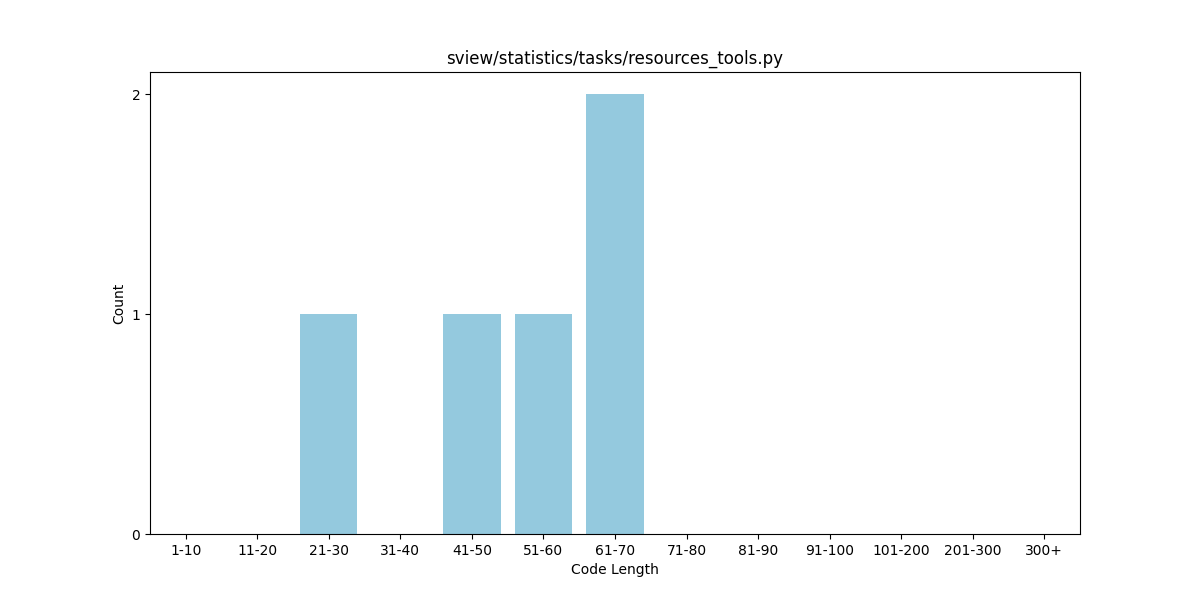 sview/statistics/tasks/resources_tools.py
2
1
0
Count
1-10 11-20 21-30 31-40 41-50 51-60 61-70 71-80 81-90 91-100 101-200 201-300 300+
Code Length